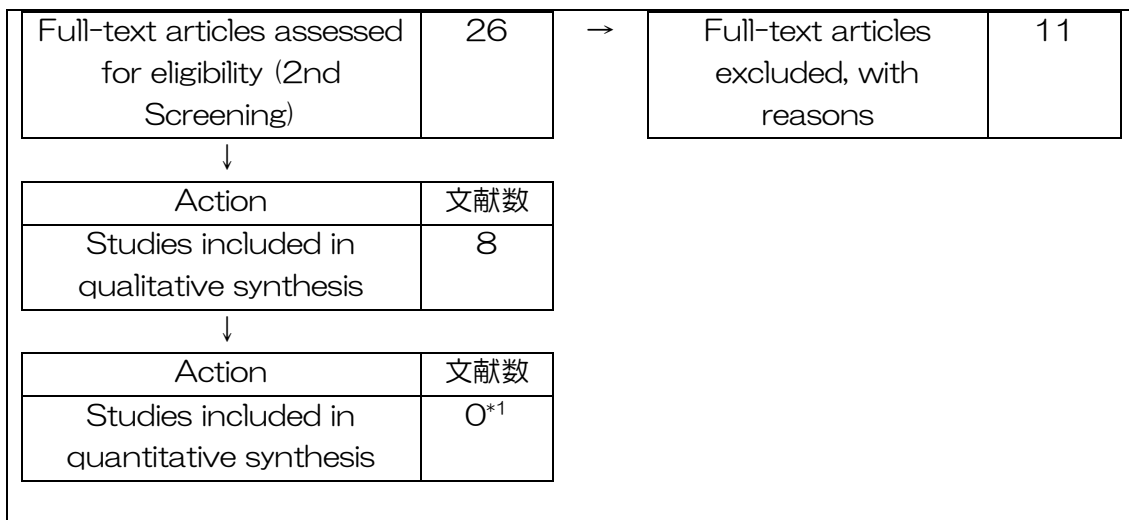 Full-text articles assessed
for eligibility (2nd
Screening)
26
→
Full-text articles
excluded, with
reasons
11
↓
Action
文献数
Studies included in
qualitative synthesis
8
↓
Action
文献数
Studies included in
quantitative synthesis
0*1